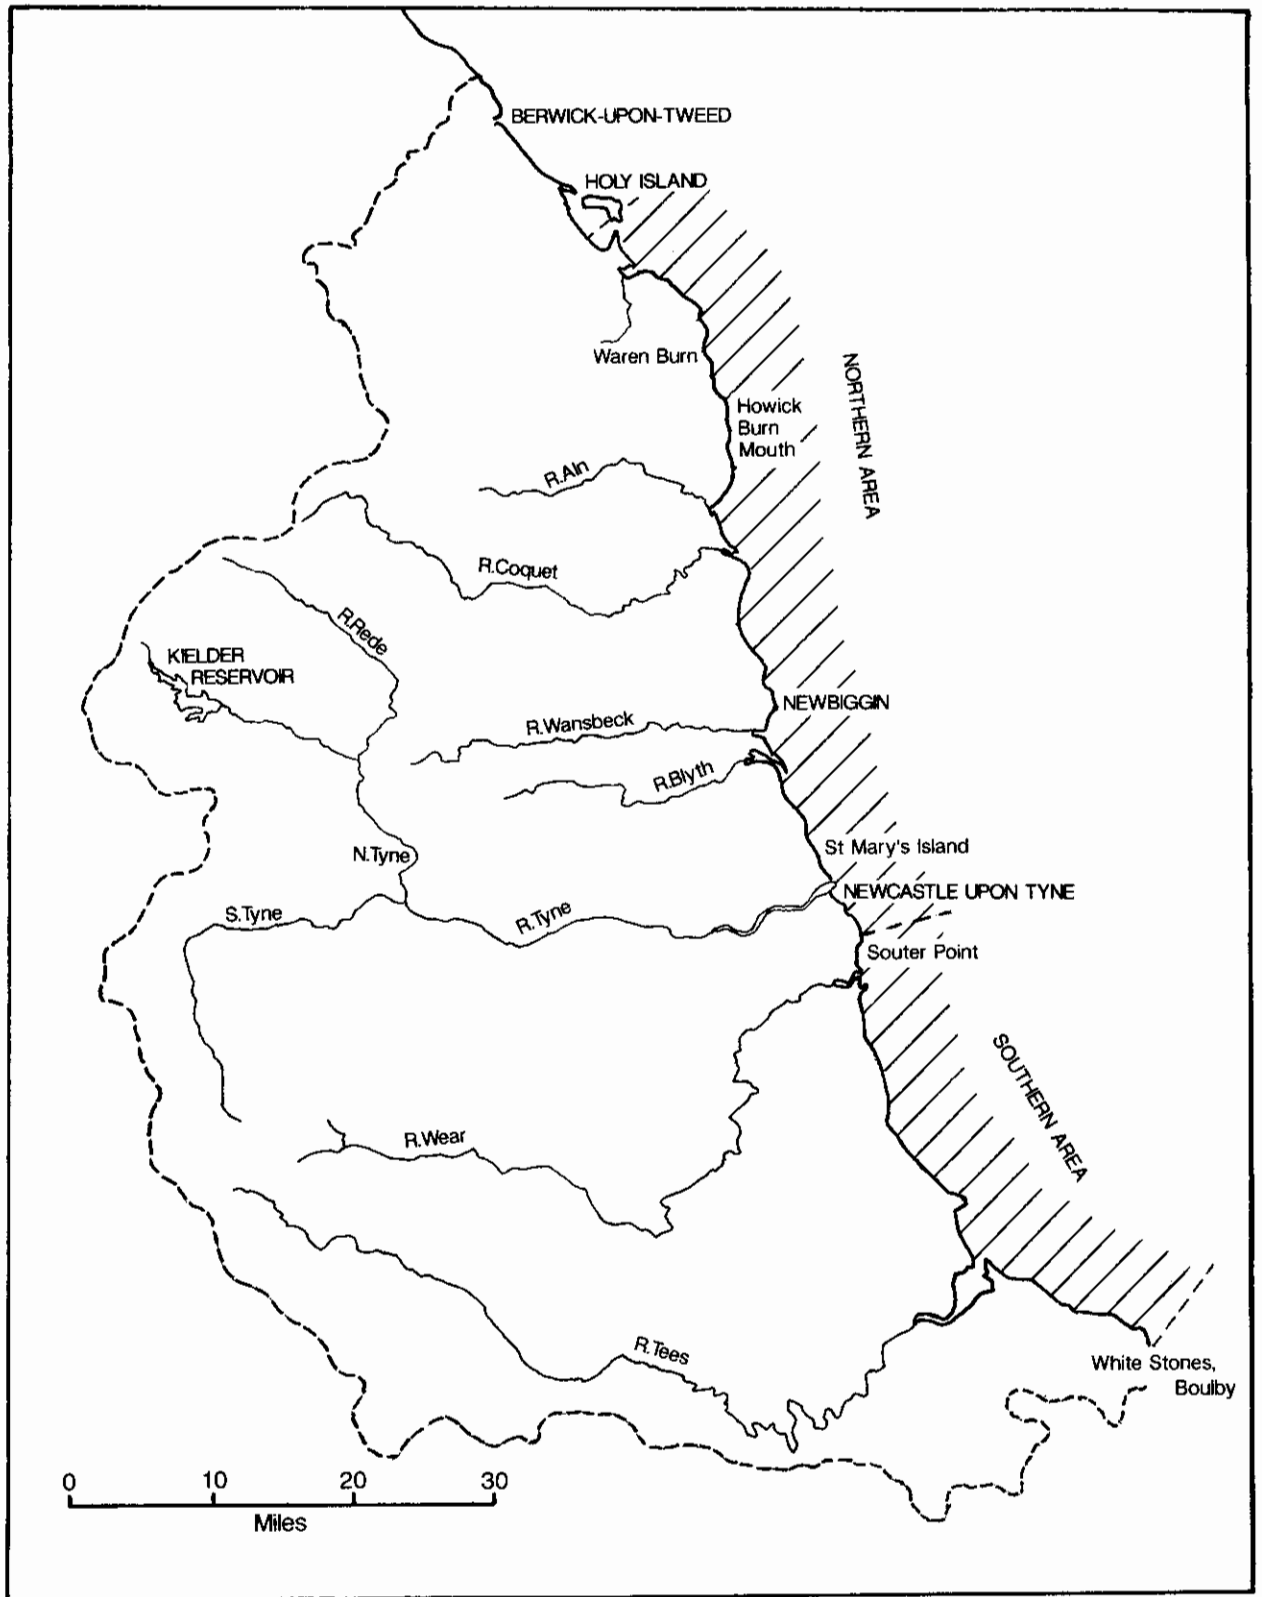 BERWICK-UPON-TWEED
HOLY ISLAND
Waren Burn
NORTHERN AREA
Howick
Burn
Mouth
R.Aln
R.Coquet
R.Rede
KIELDER
RESERVOIR
NEWBIGGIN
R.Wansbeck
R.Blyth
St Mary's Island
N.Tyne
NEWCASTLE UPON TYNE
S.Tyne
R.Tyne
Souter Point
SOUTHERN AREA
R.Wear
R.Tees
White Stones,
Boulby
0 10 20 30
Miles